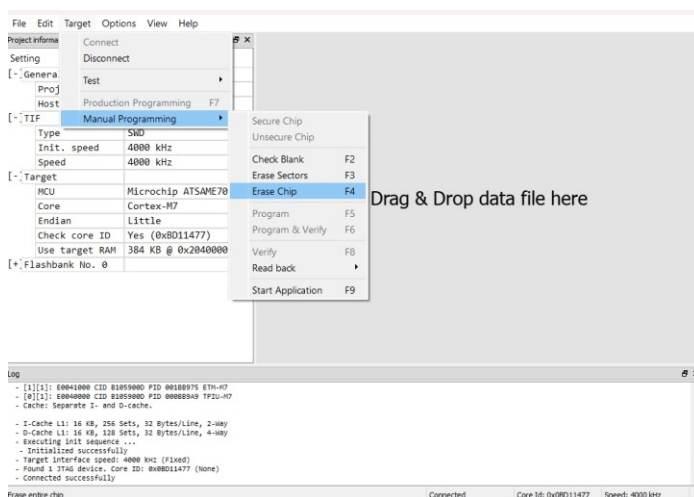 File Edit Target Options View Help
Project informa
Connect
Disconnect
Test
Production Programming F7
Manual Programming
Secure Chip
Unsecure Chip
Check Blank F2
Erase Sectors F3
Erase Chip F4
Program F5
Program & Verify F6
Verify F8
Read back
Start Application F9
Setting
[-] Genera
Proj
Host
[-] TIF
Type SWD
Init. speed 4000 kHz
Speed 4000 kHz
[-] Target
MCU Microchip ATSAME70
Core Cortex-M7
Endian Little
Check core ID Yes (0xBD11477)
Use target RAM 384 KB @ 0x2040000
[+] Flashbank No. 0
Drag & Drop data file here
Log
- [1][1]: E0041000 CID B105900D PID 001BB975 ETM-M7
- [0][1]: E0040000 CID B105900D PID 000BB9A9 TPIU-M7
- Cache: Separate I- and D-cache.
- I-Cache L1: 16 KB, 256 Sets, 32 Bytes/Line, 2-Way
- D-Cache L1: 16 KB, 128 Sets, 32 Bytes/Line, 4-Way
- Executing init sequence ...
- Initialized successfully
- Target interface speed: 4000 kHz (Fixed)
- Found 1 JTAG device. Core ID: 0x0BD11477 (None)
- Connected successfully
Erase entire chip Connected Core Id: 0x0BD11477 Speed: 4000 kHz